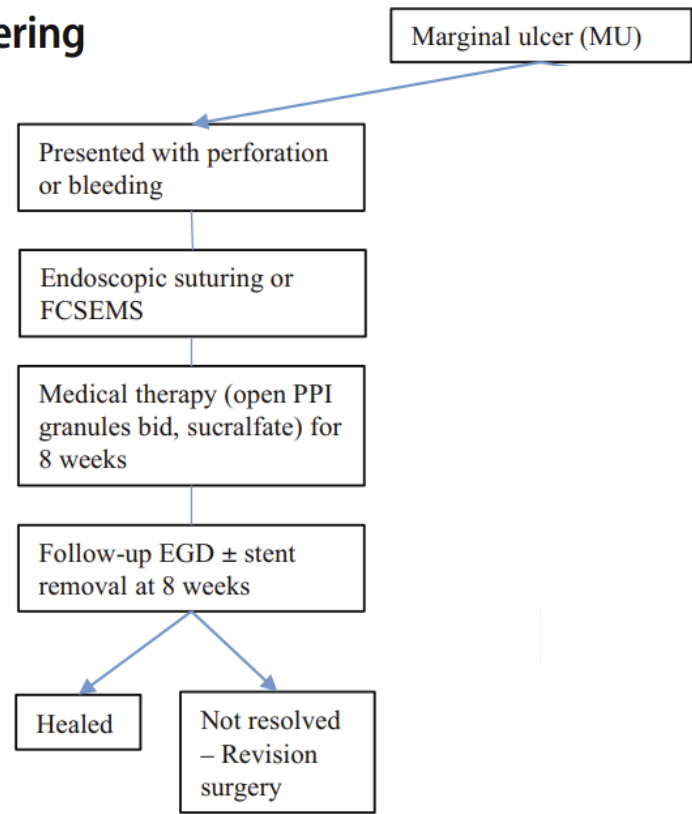 ering
Marginal ulcer (MU)
Presented with perforation
or bleeding
Endoscopic suturing or
FCSEMS
Medical therapy (open PPI
granules bid, sucralfate) for
8 weeks
Follow-up EGD ± stent
removal at 8 weeks
Healed
Not resolved
– Revision
surgery